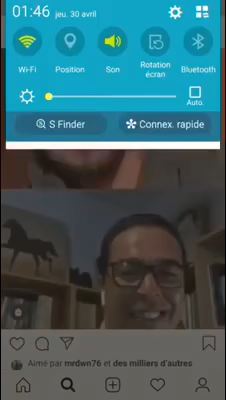 01:46 jeu. 30 avril
Wi-Fi Position Son Rotation écran Bluetooth
Auto.
S Finder Connex. rapide
Aimé par mrdwn76 et des milliers d'autres